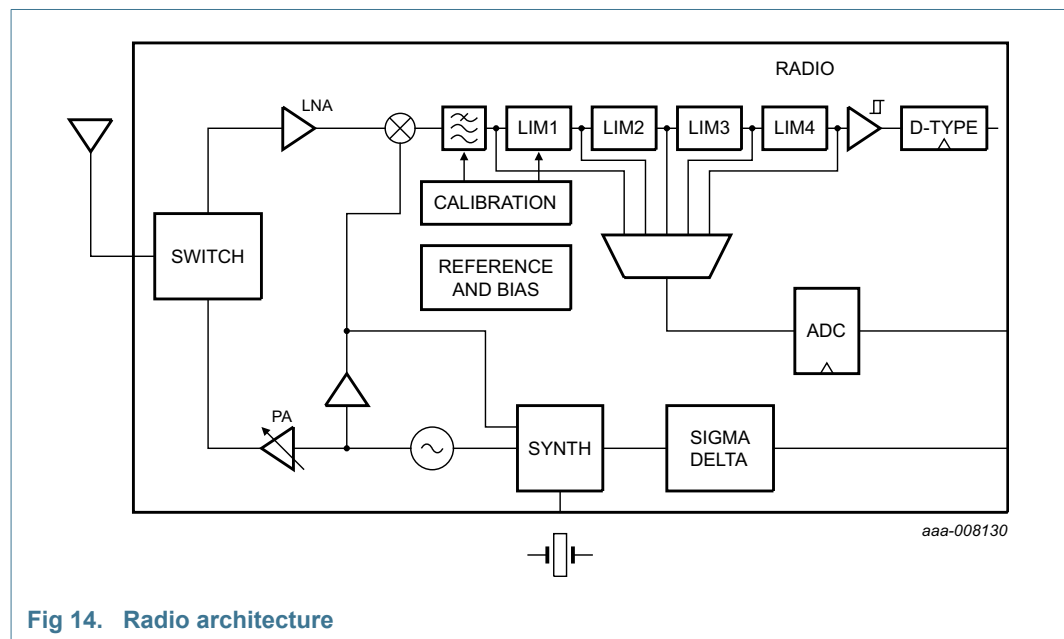 RADIO
LNA
LIM1
LIM2
LIM3
LIM4
D-TYPE
CALIBRATION
SWITCH
REFERENCE
AND BIAS
ADC
PA
SYNTH
SIGMA
DELTA
aaa-008130
Fig 14. Radio architecture